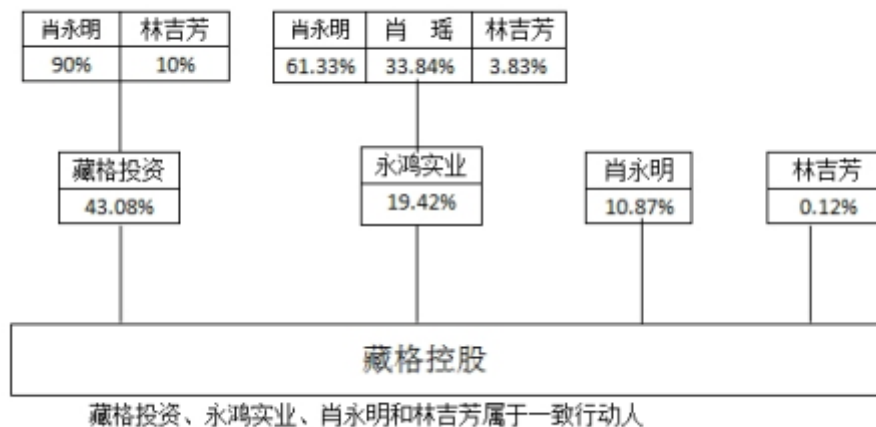 肖永明 林吉芳 肖永明 肖 瑶 林吉芳
90% 10% 61.33% 33.84% 3.83%
藏格投资 永鸿实业 肖永明 林吉芳
43.08% 19.42% 10.87% 0.12%
藏格控股
藏格投资、永鸿实业、肖永明和林吉芳属于一致行动人